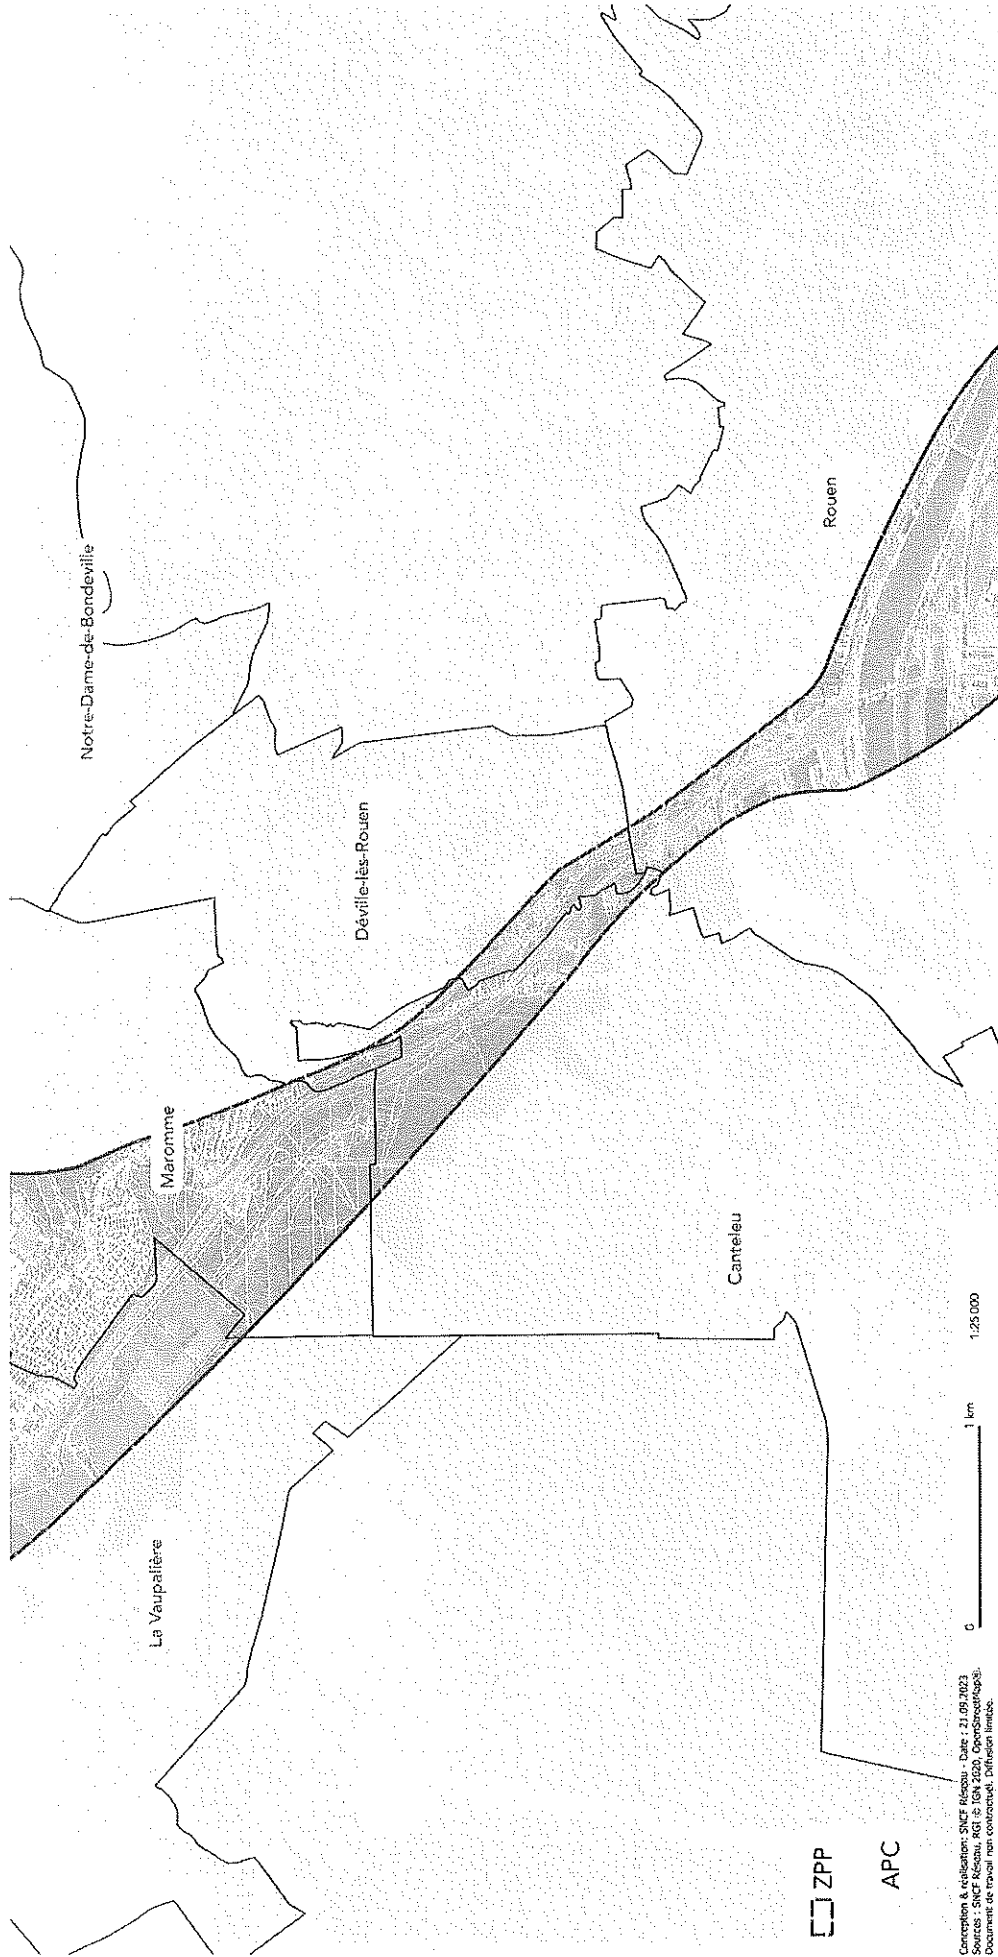 Notre-Dame-de-Bondeville
Maromme
La Vaupalière
Déville-lès-Rouen
Rouen
Canteleu
ZPP
APC
0 1 km 1:25 000
Conception & réalisation: SNCF Réseau - Date : 21.09.2023
Sources : SNCF Réseau, RGI © IGN 2020, OpenStreetMap©.
Document de travail non contractuel. Diffusion limitée.